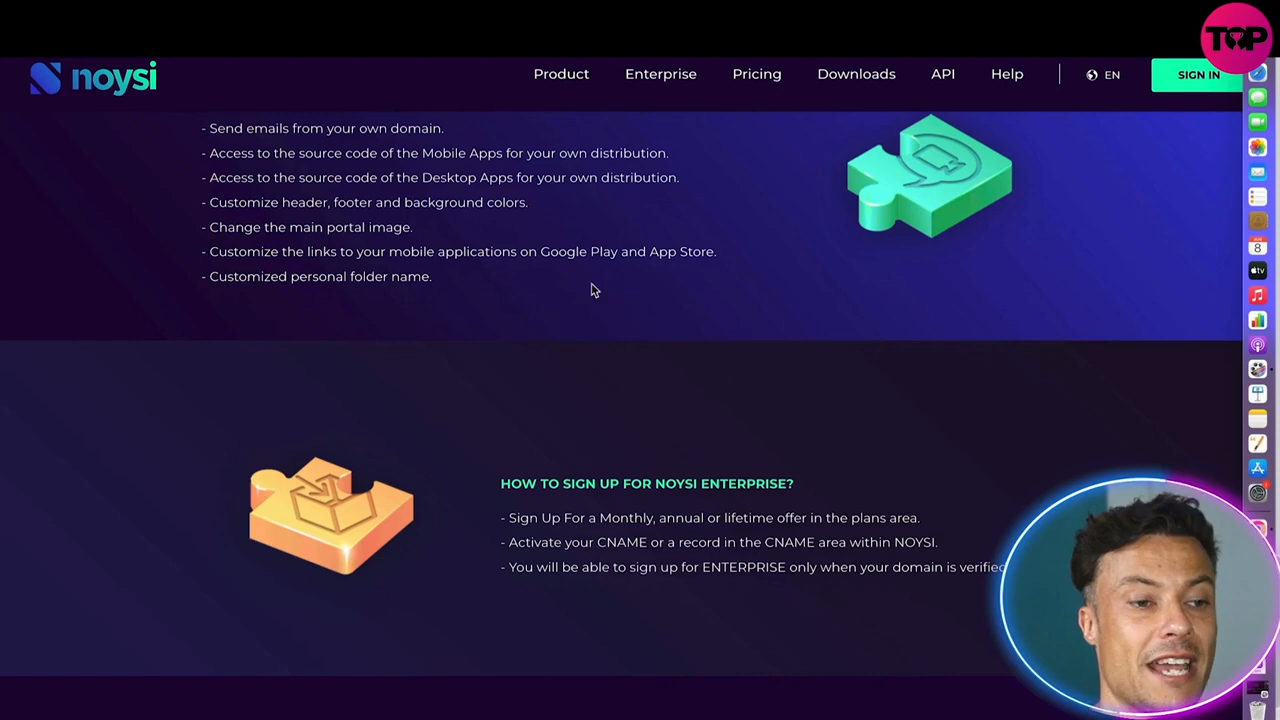 TOP
noysi
Product Enterprise Pricing Downloads API Help EN SIGN IN
- Send emails from your own domain.
- Access to the source code of the Mobile Apps for your own distribution.
- Access to the source code of the Desktop Apps for your own distribution.
- Customize header, footer and background colors.
- Change the main portal image.
- Customize the links to your mobile applications on Google Play and App Store.
- Customized personal folder name.
HOW TO SIGN UP FOR NOYSI ENTERPRISE?
- Sign Up For a Monthly, annual or lifetime offer in the plans area.
- Activate your CNAME or a record in the CNAME area within NOYSI.
- You will be able to sign up for ENTERPRISE only when your domain is verified
8
tv